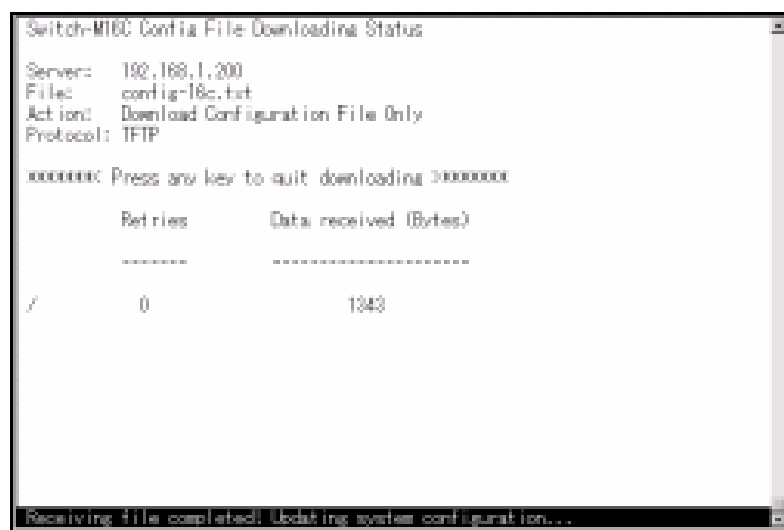 Switch-M16C Config File Downloading Status
Server: 192.168.1.200
File: config-16c.txt
Action: Download Configuration File Only
Protocol: TFTP
Press any key to quit downloading
Retries Data received (Bytes)
------- ---------------------
/ 0 1343
Receiving file completed! Updating system configuration...